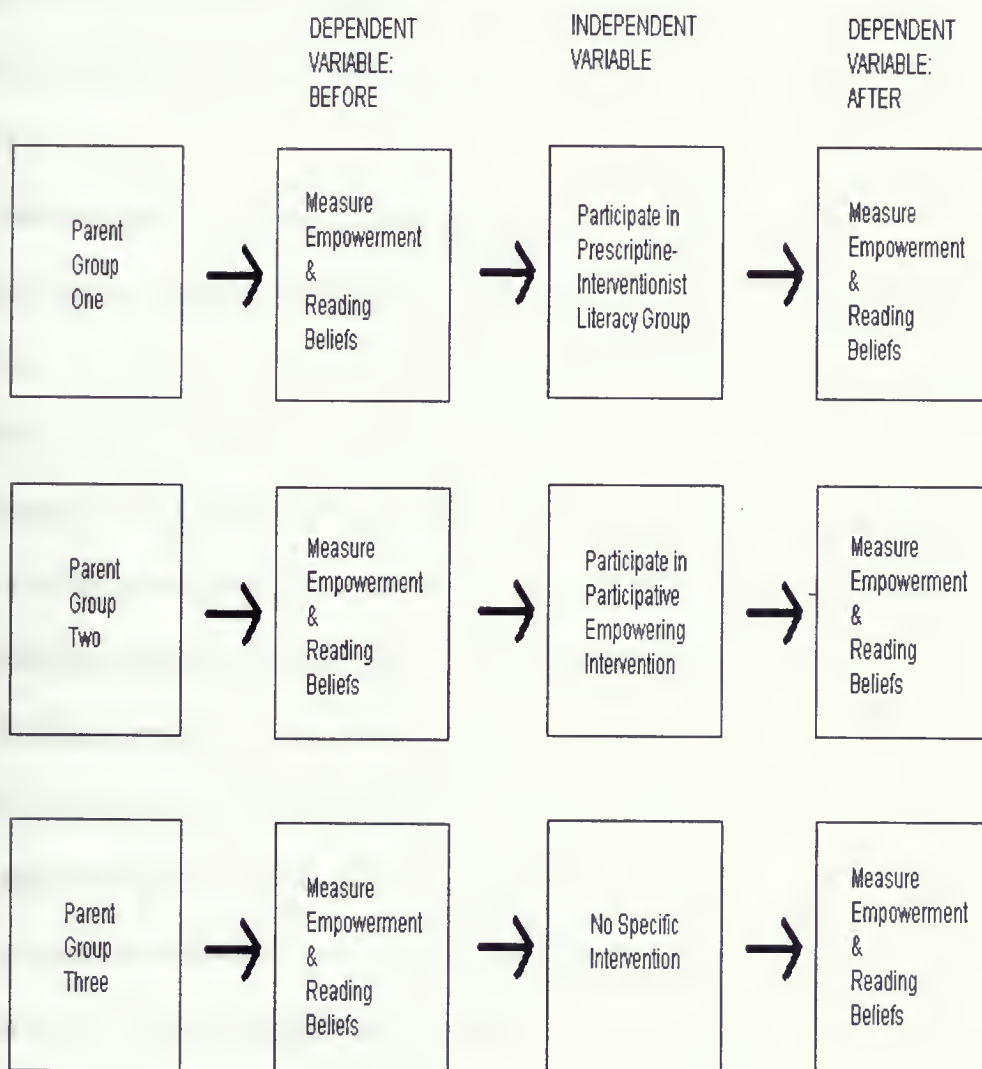 DEPENDENT
VARIABLE:
BEFORE
INDEPENDENT
VARIABLE
DEPENDENT
VARIABLE:
AFTER
Parent
Group
One
Measure
Empowerment
&
Reading
Beliefs
Participate in
Prescriptine-
Interventionist
Literacy Group
Measure
Empowerment
&
Reading
Beliefs
Parent
Group
Two
Measure
Empowerment
&
Reading
Beliefs
Participate in
Participative
Empowering
Intervention
Measure
Empowerment
&
Reading
Beliefs
Parent
Group
Three
Measure
Empowerment
&
Reading
Beliefs
No Specific
Intervention
Measure
Empowerment
&
Reading
Beliefs